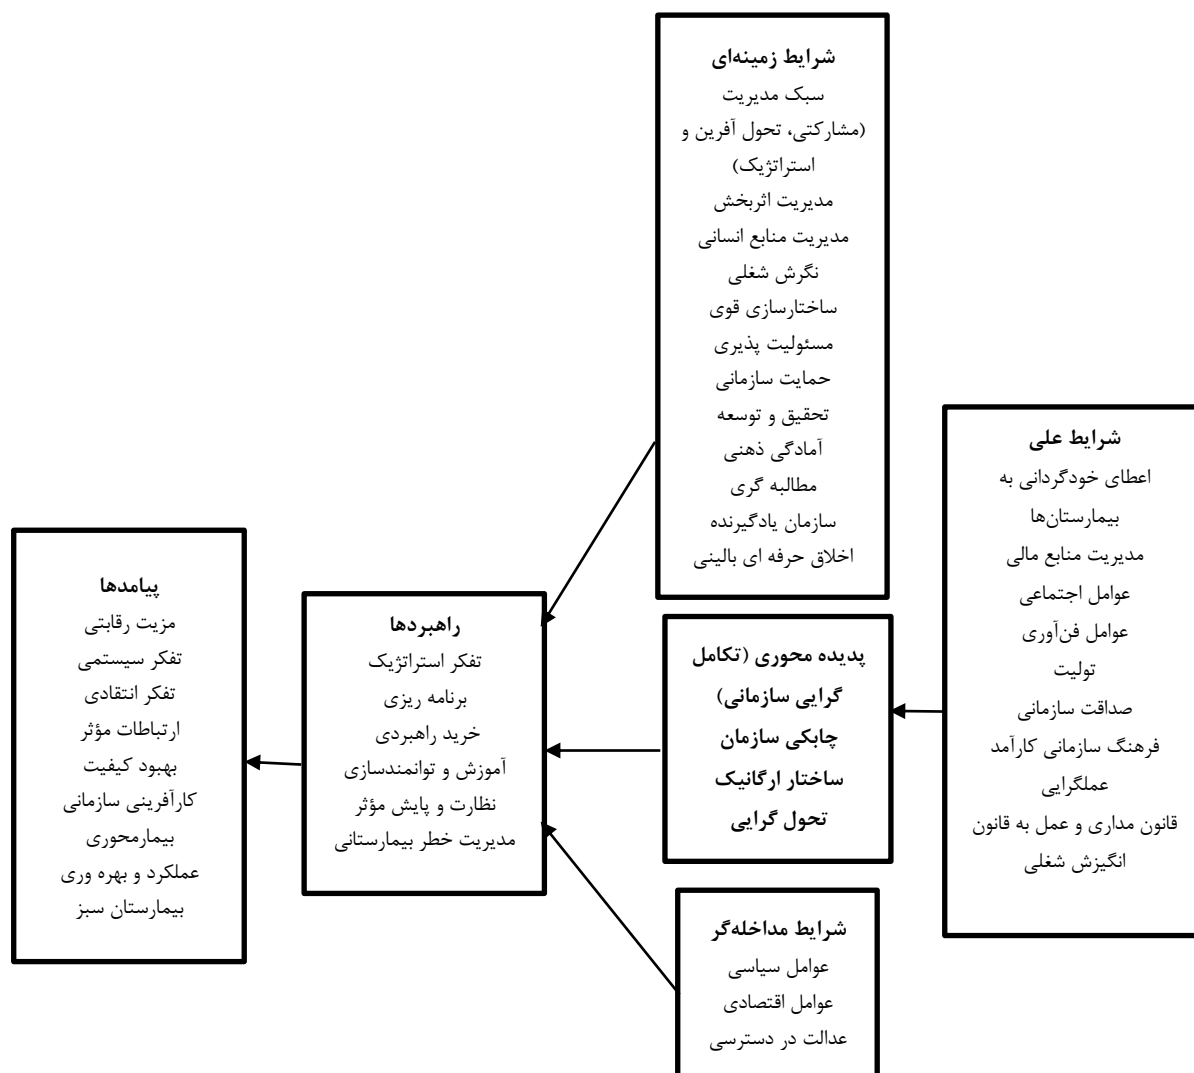 شرایط زمینه‌ای
سبک مدیریت
(مشارکتی، تحول آفرین و
استراتژیک)
مدیریت اثربخش
مدیریت منابع انسانی
نگرش شغلی
ساختارسازی قوی
مسئولیت پذیری
حمایت سازمانی
تحقیق و توسعه
آمادگی ذهنی
مطالبه گری
سازمان یادگیرنده
اخلاق حرفه ای بالینی
شرایط علی
اعطای خودگردانی به
بیمارستان‌ها
مدیریت منابع مالی
عوامل اجتماعی
عوامل فن‌آوری
تولیت
صداقت سازمانی
فرهنگ سازمانی کارآمد
عملگرایی
قانون مداری و عمل به قانون
انگیزش شغلی
پدیده محوری (تکامل
گرایی سازمانی)
چابکی سازمان
ساختار ارگانیک
تحول گرایی
شرایط مداخله‌گر
عوامل سیاسی
عوامل اقتصادی
عدالت در دسترسی
راهبردها
تفکر استراتژیک
برنامه ریزی
خرید راهبردی
آموزش و توانمندسازی
نظارت و پایش مؤثر
مدیریت خطر بیمارستانی
پیامدها
مزیت رقابتی
تفکر سیستمی
تفکر انتقادی
ارتباطات مؤثر
بهبود کیفیت
کارآفرینی سازمانی
بیمارمحوری
عملکرد و بهره وری
بیمارستان سبز